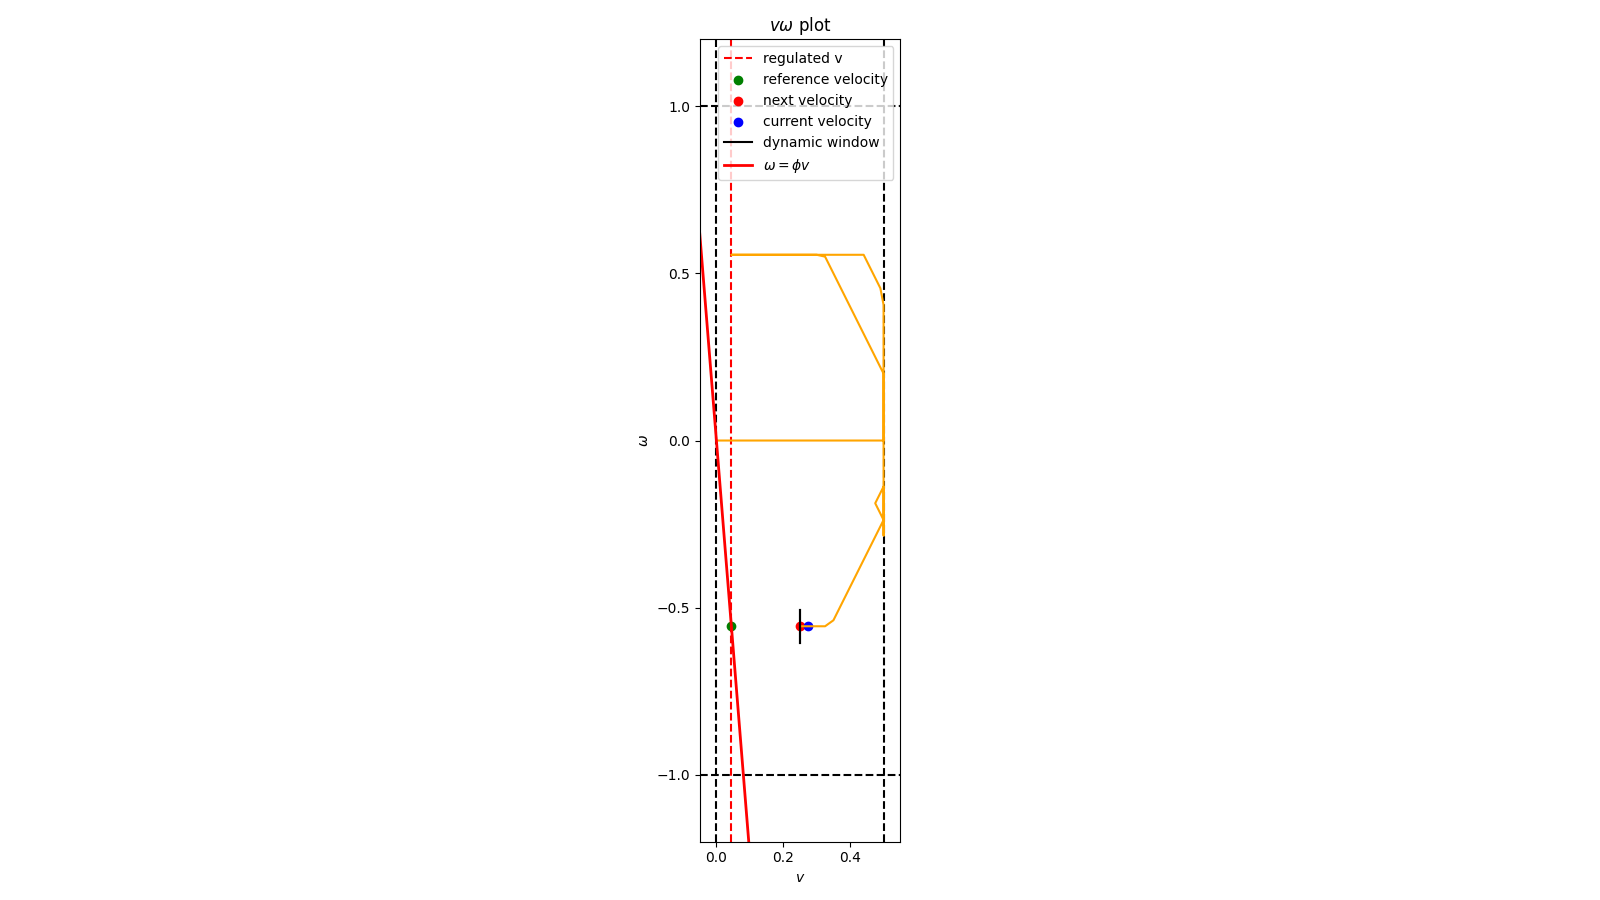 vω plot
regulated v
reference velocity
next velocity
current velocity
dynamic window
ω = ϕv
1.0
0.5
0.0
−0.5
−1.0
ω
0.0 0.2 0.4
v